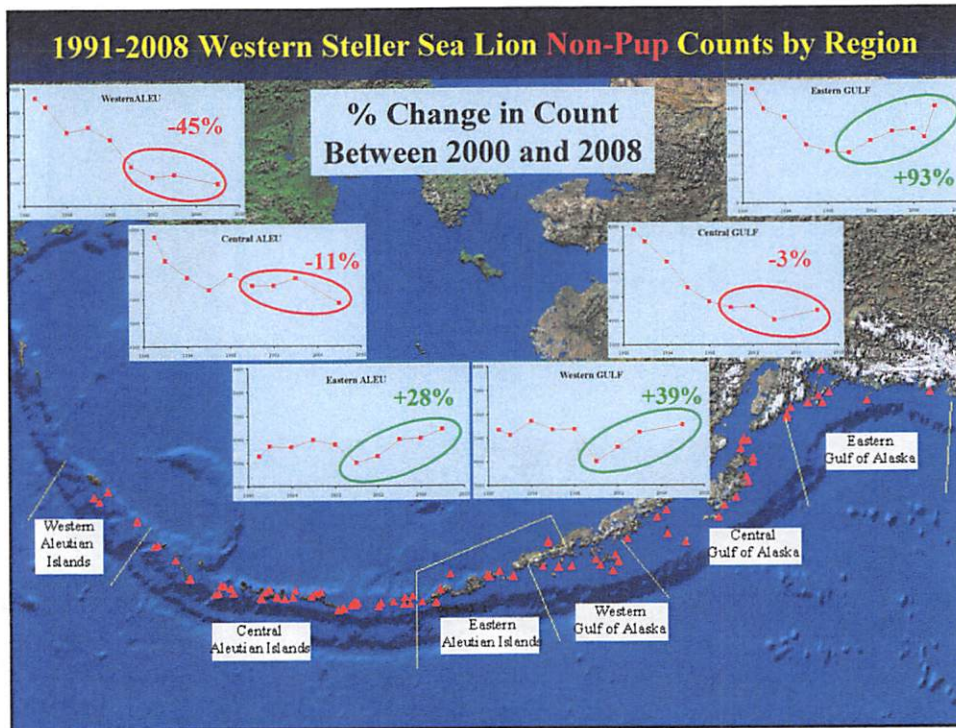 1991-2008 Western Steller Sea Lion Non-Pup Counts by Region
% Change in Count
Between 2000 and 2008
WesternALEU
-45%
Eastern GULF
+93%
Central ALEU
-11%
Central GULF
-3%
Eastern ALEU
+28%
Western GULF
+39%
Western
Aleutian
Islands
Central
Aleutian Islands
Eastern
Aleutian Islands
Western
Gulf of Alaska
Central
Gulf of Alaska
Eastern
Gulf of Alaska